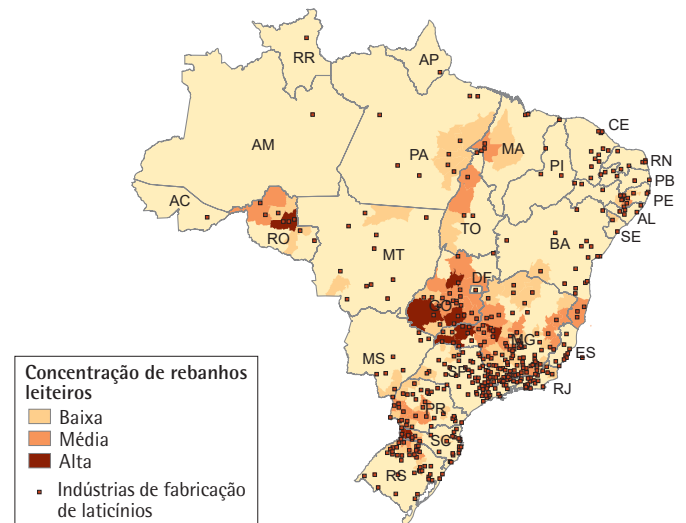 RR
AP
AM
PA
MA
CE
RN
PB
PE
AL
SE
PI
AC
RO
TO
BA
MT
DF
GO
MG
ES
MS
SP
RJ
PR
SC
RS
Concentração de rebanhos
leiteiros
Baixa
Média
Alta
Indústrias de fabricação
de laticínios